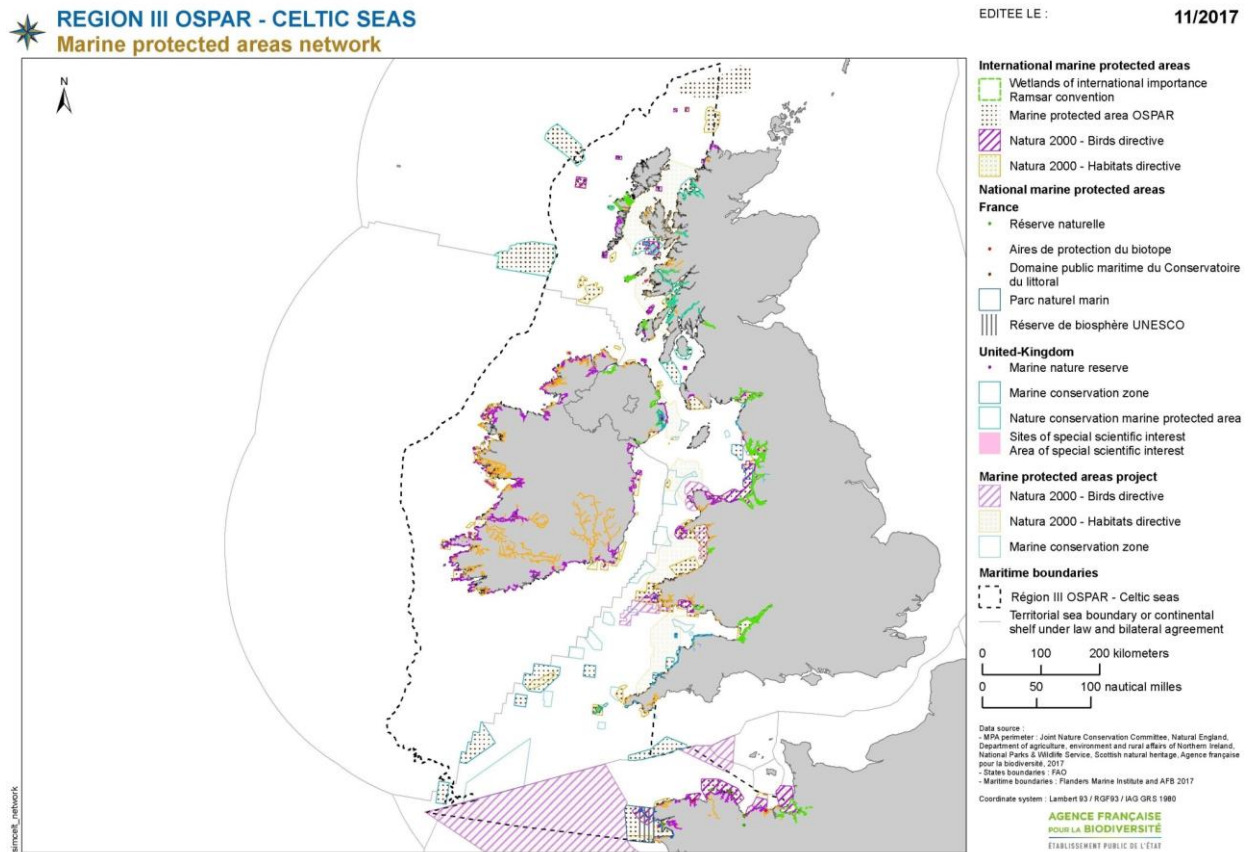 REGION III OSPAR - CELTIC SEAS
Marine protected areas network
EDITEE LE :
11/2017
N
International marine protected areas
Wetlands of international importance
Ramsar convention
Marine protected area OSPAR
Natura 2000 - Birds directive
Natura 2000 - Habitats directive
National marine protected areas
France
Réserve naturelle
Aires de protection du biotope
Domaine public maritime du Conservatoire
du littoral
Parc naturel marin
Réserve de biosphère UNESCO
United-Kingdom
Marine nature reserve
Marine conservation zone
Nature conservation marine protected area
Sites of special scientific interest
Area of special scientific interest
Marine protected areas project
Natura 2000 - Birds directive
Natura 2000 - Habitats directive
Marine conservation zone
Maritime boundaries
Région III OSPAR - Celtic seas
Territorial sea boundary or continental
shelf under law and bilateral agreement
0 100 200 kilometers
0 50 100 nautical milles
Data source :
- MPA perimeter : Joint Nature Conservation Committee, Natural England,
Department of agriculture, environment and rural affairs of Northern Ireland,
National Parks & Wildlife Service, Scottish natural heritage, Agence française
pour la biodiversité, 2017
- States boundaries : FAO
- Maritime boundaries : Flanders Marine Institute and AFB 2017
Coordinate system : Lambert 93 / RGF93 / IAG GRS 1980
AGENCE FRANÇAISE
POUR LA BIODIVERSITÉ
ÉTABLISSEMENT PUBLIC DE L'ÉTAT
simcelt_network